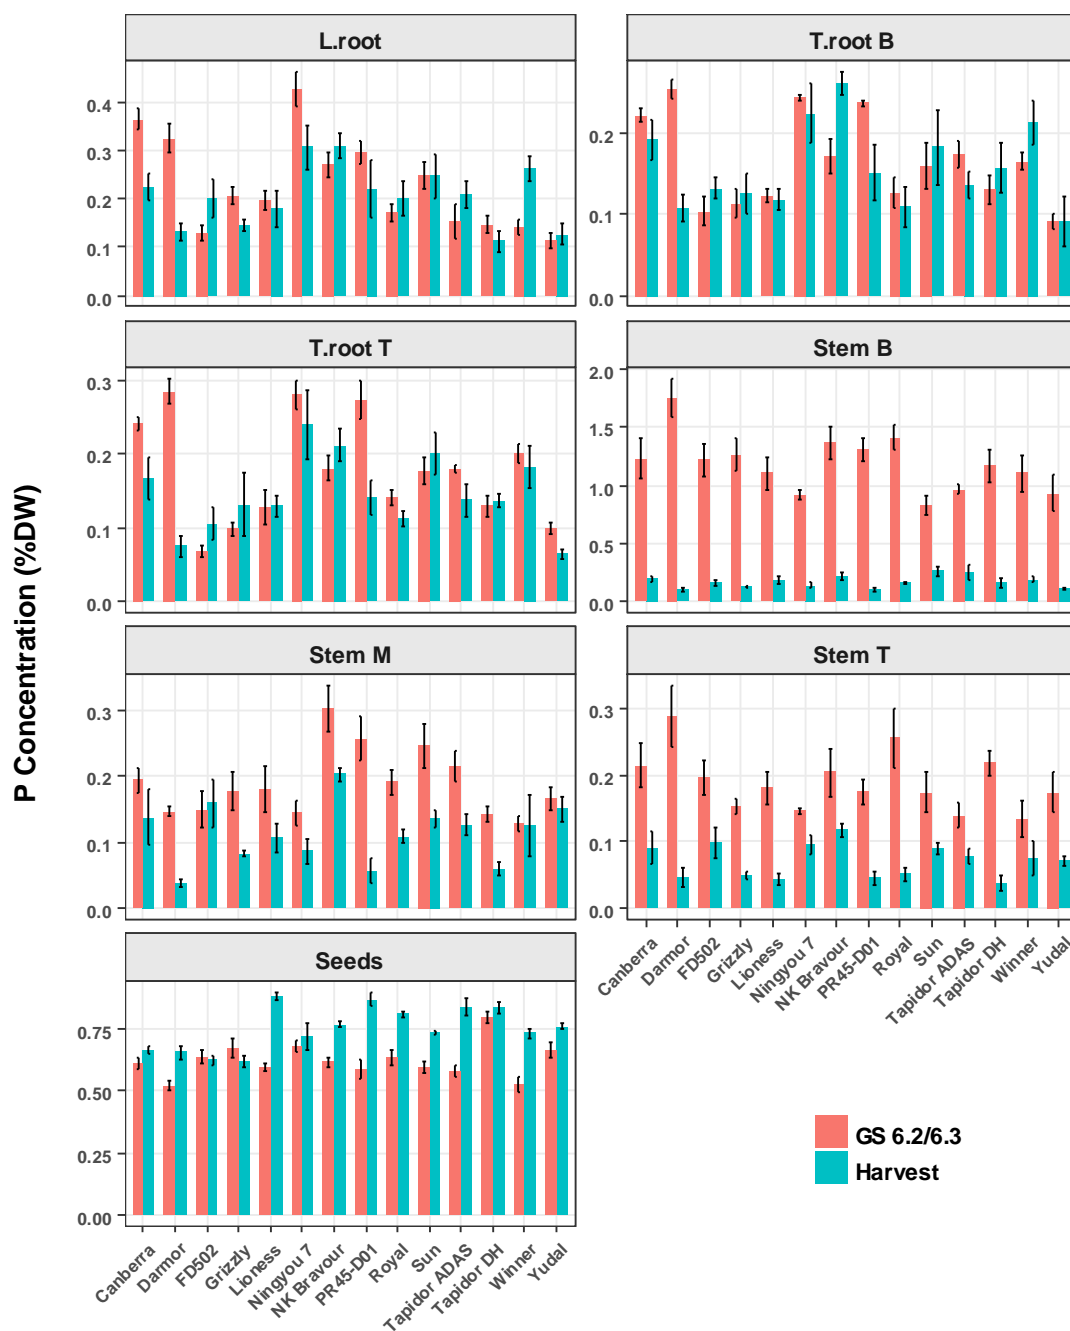 P Concentration (%DW)
L.root
0.4
0.3
0.2
0.1
0.0
T.root B
0.2
0.1
0.0
T.root T
0.3
0.2
0.1
0.0
Stem B
2.0
1.5
1.0
0.5
0.0
Stem M
0.3
0.2
0.1
0.0
Stem T
0.3
0.2
0.1
0.0
Canberra
Darmor
FD502
Grizzly
Lioness
Ningyou 7
NK Bravour
PR45-D01
Royal
Sun
Tapidor ADAS
Tapidor DH
Winner
Yudal
Seeds
0.75
0.50
0.25
0.00
Canberra
Darmor
FD502
Grizzly
Lioness
Ningyou 7
NK Bravour
PR45-D01
Royal
Sun
Tapidor ADAS
Tapidor DH
Winner
Yudal
GS 6.2/6.3
Harvest